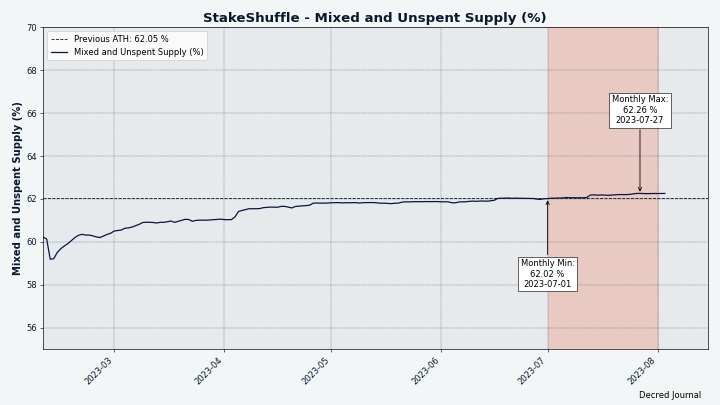 StakeShuffle - Mixed and Unspent Supply (%)
Previous ATH: 62.05 %
Mixed and Unspent Supply (%)
Mixed and Unspent Supply (%)
70
68
66
64
62
60
58
56
Monthly Max:
62.26 %
2023-07-27
Monthly Min:
62.02 %
2023-07-01
2023-03
2023-04
2023-05
2023-06
2023-07
2023-08
Decred Journal